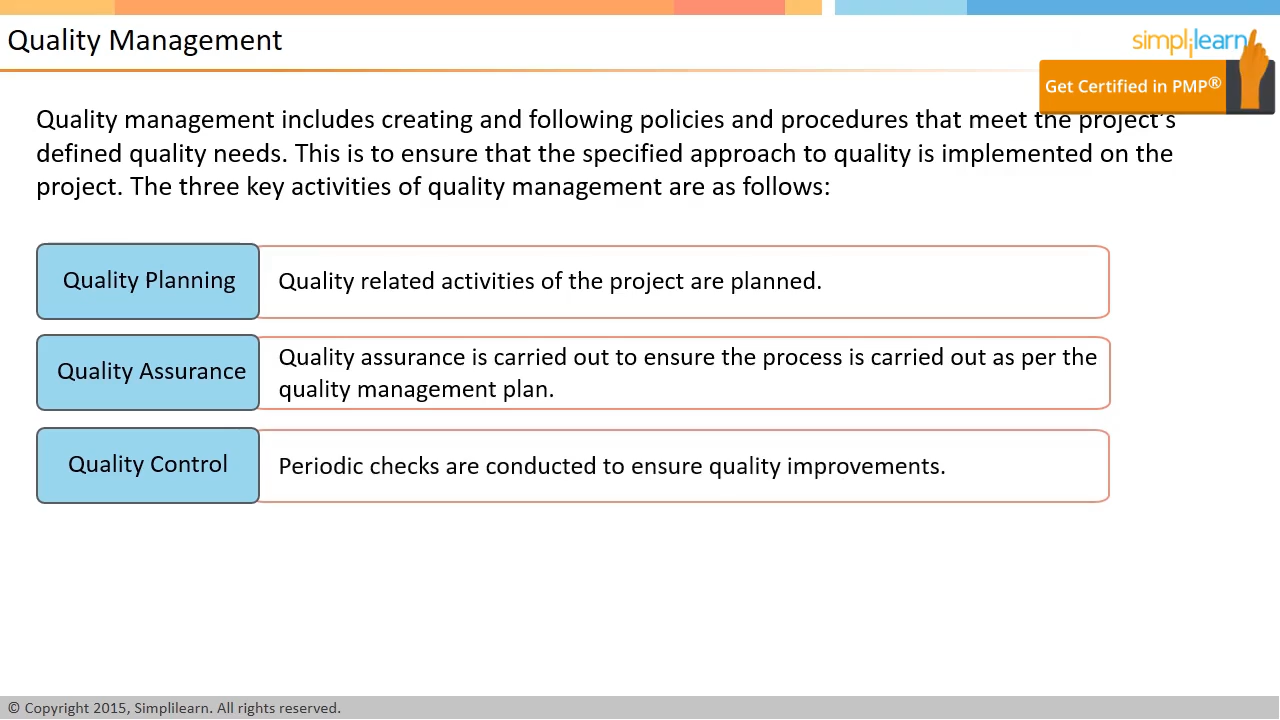 Quality Management
simplilearn
Get Certified in PMP®
Quality management includes creating and following policies and procedures that meet the project's
defined quality needs. This is to ensure that the specified approach to quality is implemented on the
project. The three key activities of quality management are as follows:
Quality Planning
Quality related activities of the project are planned.
Quality Assurance
Quality assurance is carried out to ensure the process is carried out as per the
quality management plan.
Quality Control
Periodic checks are conducted to ensure quality improvements.
© Copyright 2015, Simplilearn. All rights reserved.